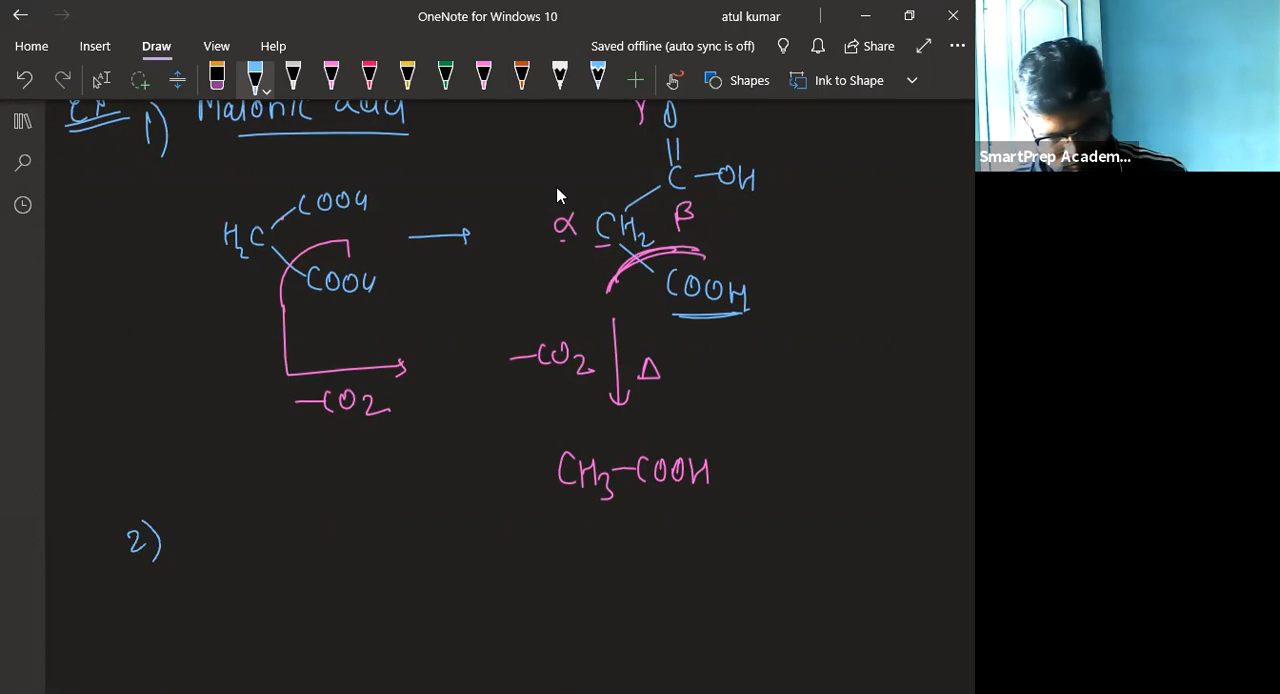 OneNote for Windows 10
atul kumar
Home Insert Draw View Help
Saved offline (auto sync is off)
Share
Shapes
Ink to Shape
SmartPrep Academ...
Ex 1) Malonic acid
γ O
C-OH
COOH
α CH2 β
H2C
COOH
COOH
-CO2 Δ
-CO2
CH3-COOH
2)